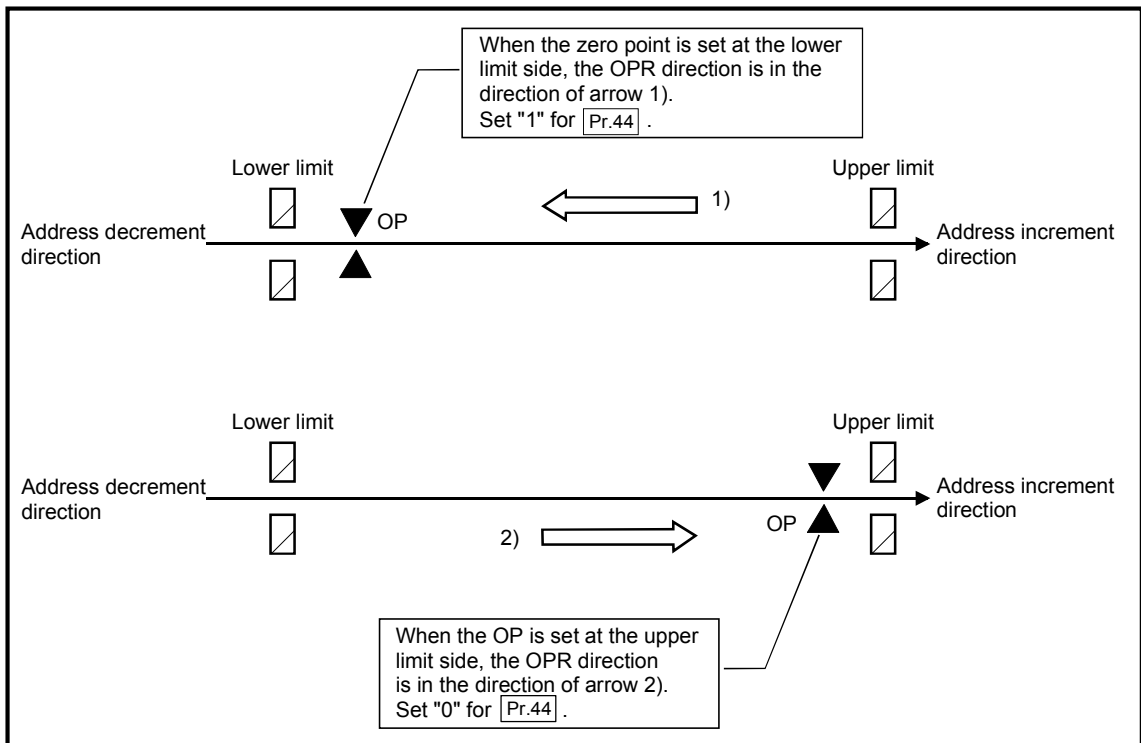 When the zero point is set at the lower
limit side, the OPR direction is in the
direction of arrow 1).
Set "1" for Pr.44 .
Lower limit
Upper limit
1)
OP
Address decrement
direction
Address increment
direction
Lower limit
Upper limit
Address decrement
direction
Address increment
direction
2)
OP
When the OP is set at the upper
limit side, the OPR direction
is in the direction of arrow 2).
Set "0" for Pr.44 .